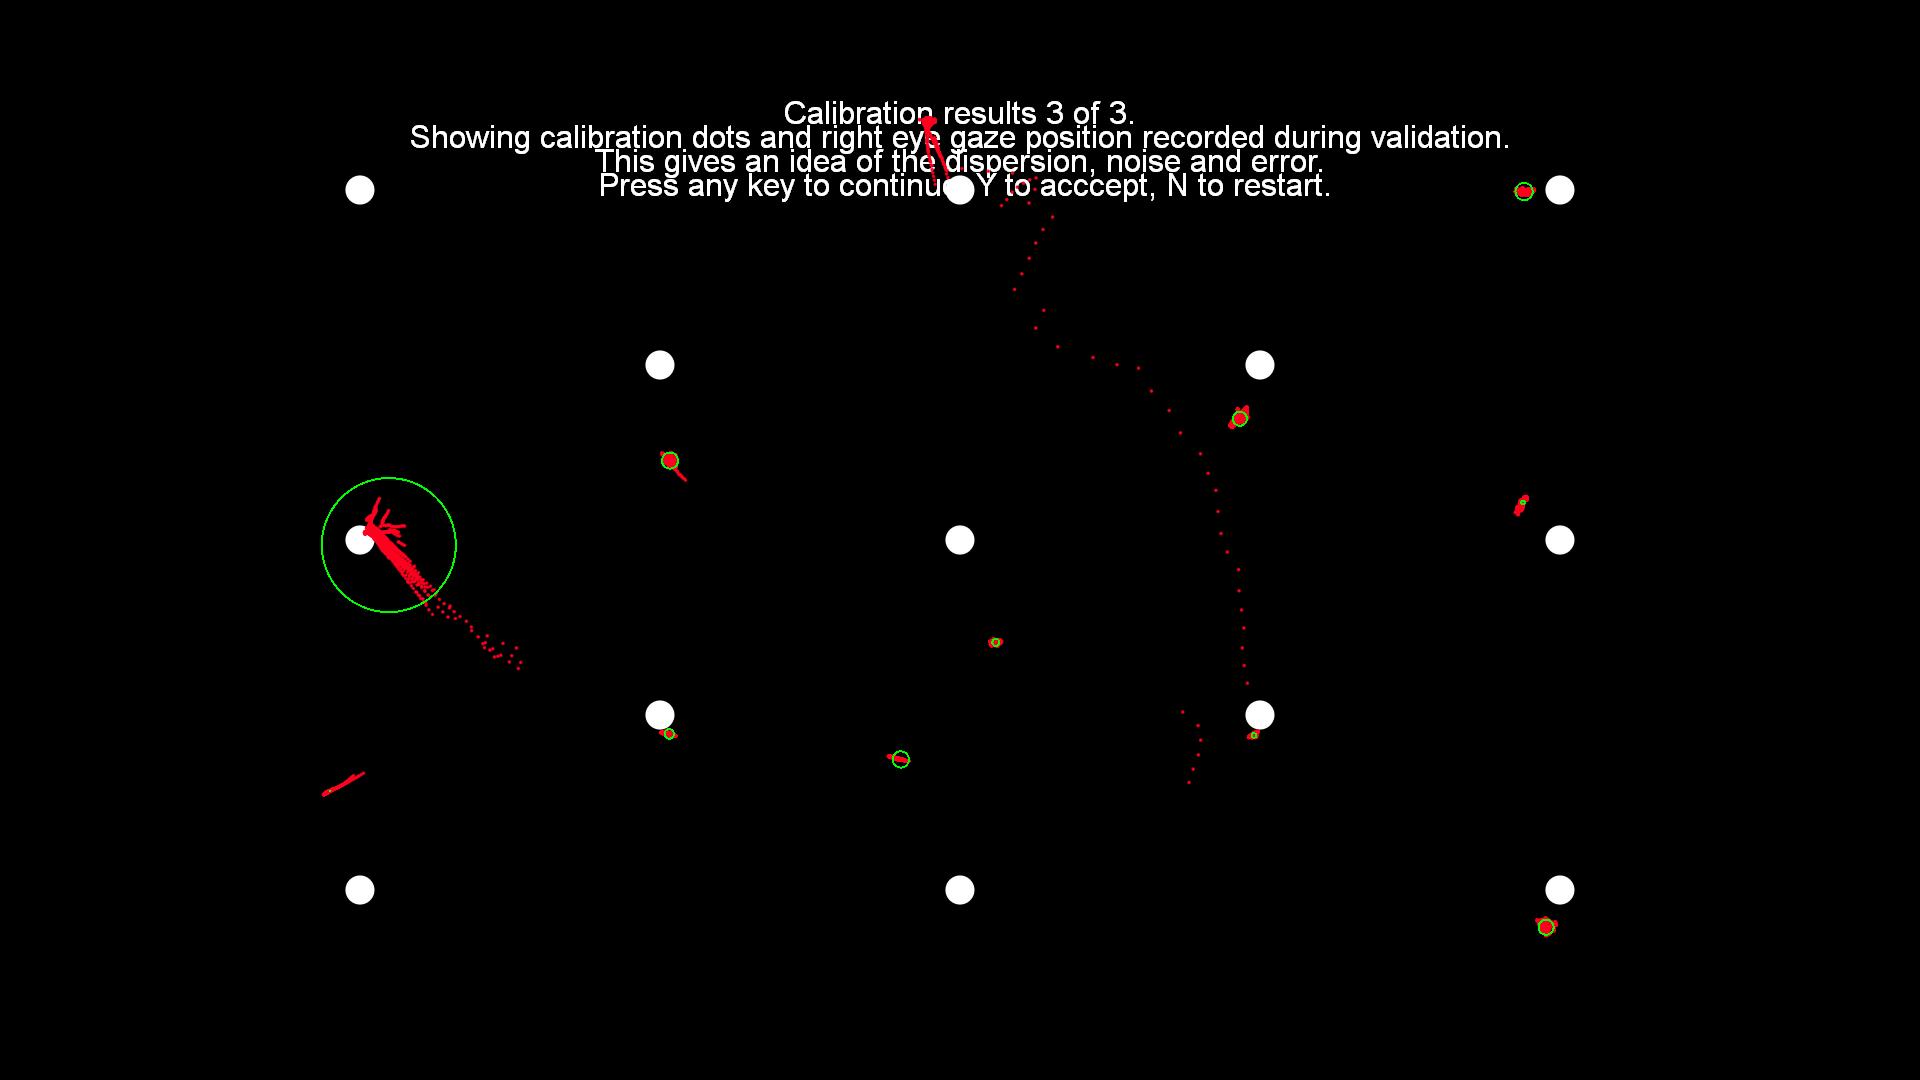 Calibration results 3 of 3.
Showing calibration dots and right eye gaze position recorded during validation.
This gives an idea of the dispersion, noise and error.
Press any key to continue, Y to acccept, N to restart.